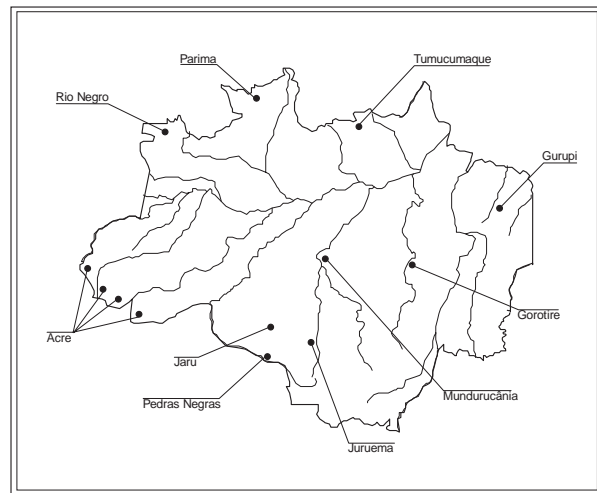 Parima
Tumucumaque
Rio Negro
Gurupi
Gorotire
Acre
Jaru
Mundurucânia
Pedras Negras
Juruema